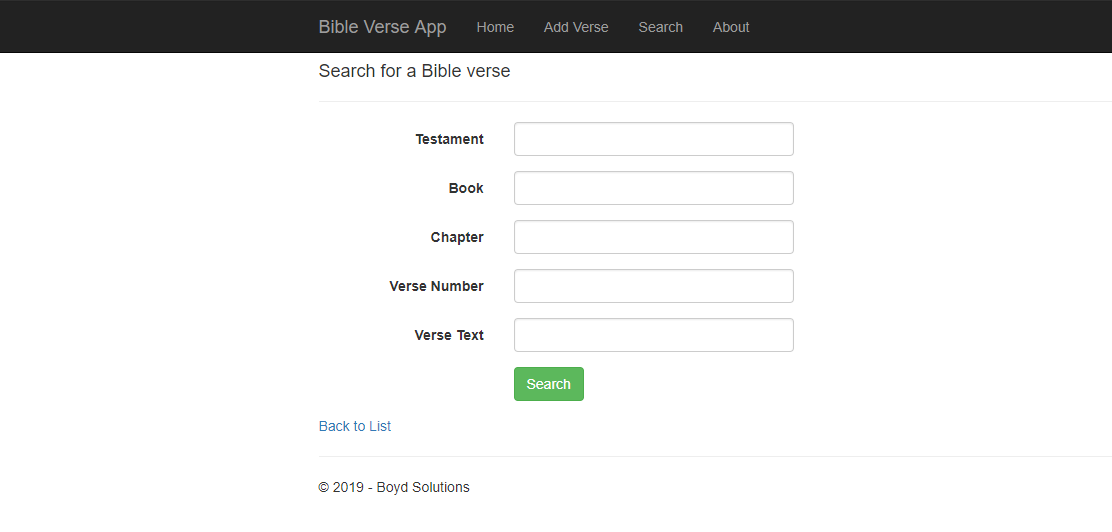 Bible Verse App Home Add Verse Search About
Search for a Bible verse
Testament
Book
Chapter
Verse Number
Verse Text
Search
Back to List
© 2019 - Boyd Solutions